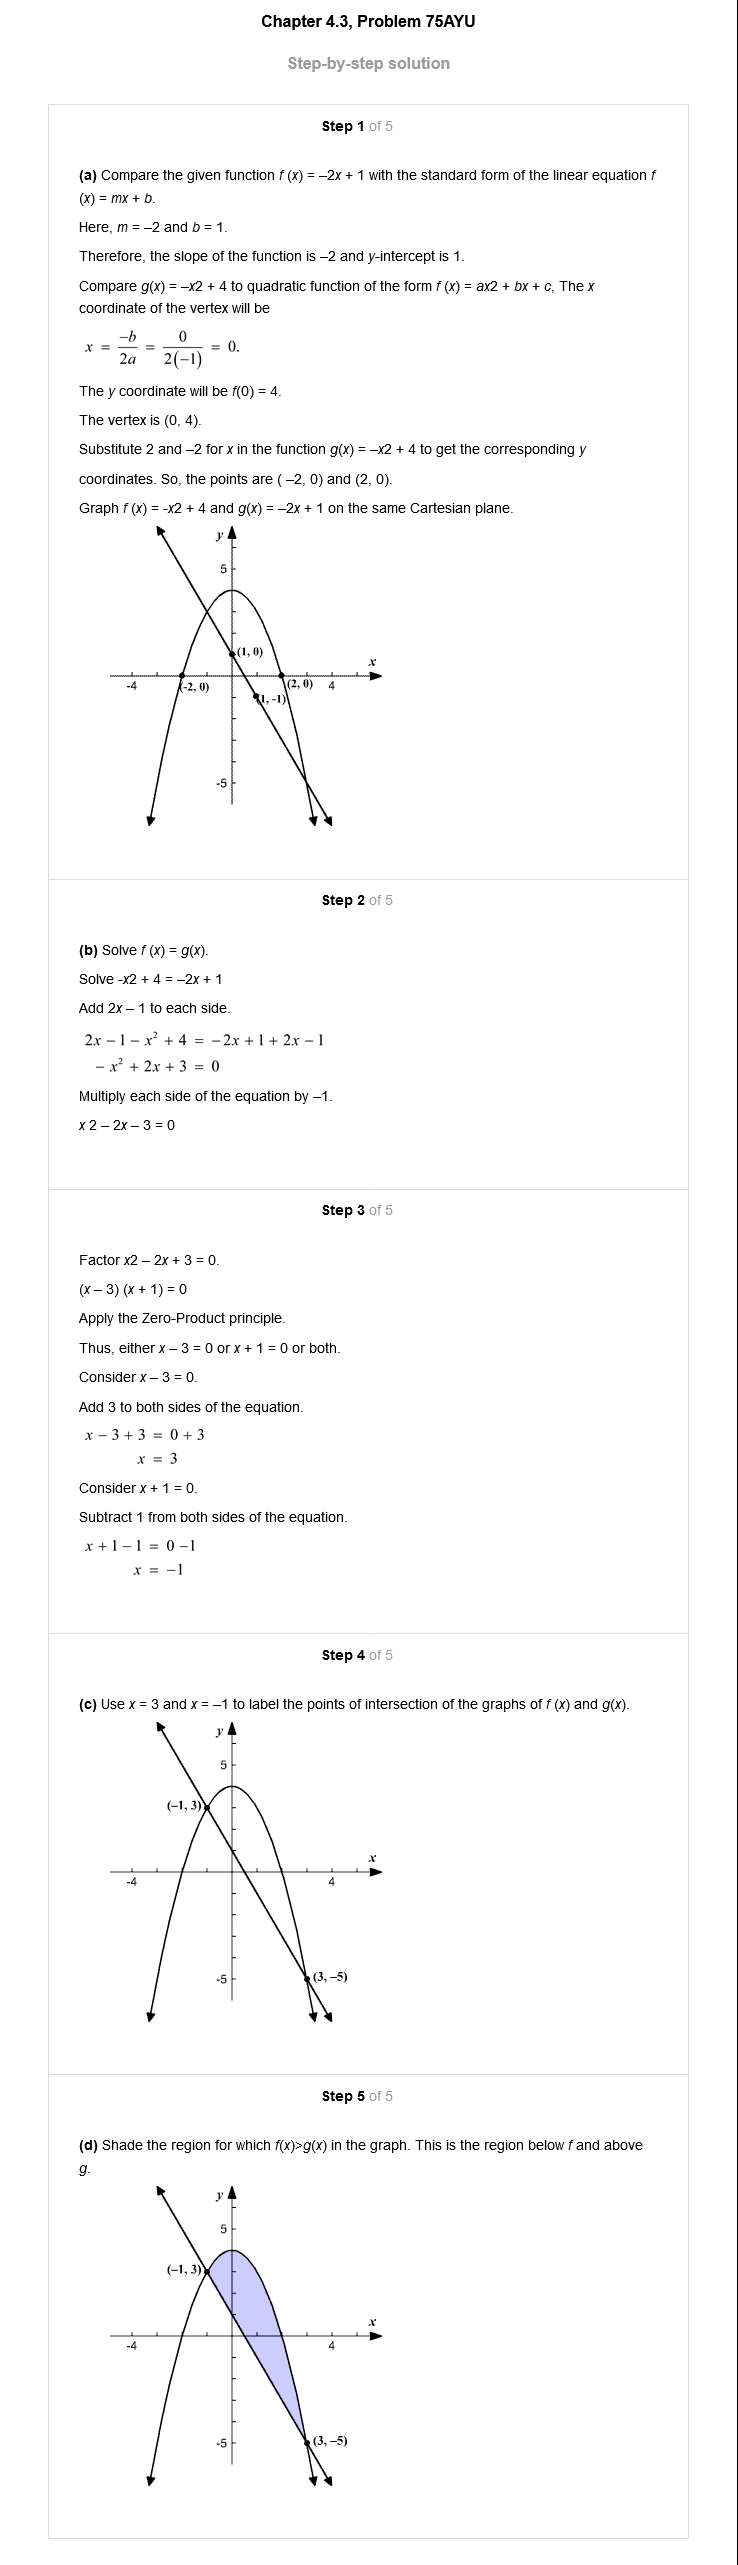 Chapter 4.3, Problem 75AYU
Step-by-step solution
Step 1 of 5
(a) Compare the given function f (x) = –2x + 1 with the standard form of the linear equation f
(x) = mx + b.
Here, m = –2 and b = 1.
Therefore, the slope of the function is –2 and y-intercept is 1.
Compare g(x) = –x2 + 4 to quadratic function of the form f (x) = ax2 + bx + c, The x
coordinate of the vertex will be
x = –b/2a = 0/2(–1) = 0.
The y coordinate will be f(0) = 4.
The vertex is (0, 4).
Substitute 2 and –2 for x in the function g(x) = –x2 + 4 to get the corresponding y
coordinates. So, the points are ( –2, 0) and (2, 0).
Graph f (x) = -x2 + 4 and g(x) = –2x + 1 on the same Cartesian plane.
y
5
(1, 0)
x
-4
(-2, 0)
(2, 0)
4
(1, -1)
-5
Step 2 of 5
(b) Solve f (x) = g(x).
Solve -x2 + 4 = –2x + 1
Add 2x – 1 to each side.
2x – 1 – x² + 4 = –2x + 1 + 2x – 1
– x² + 2x + 3 = 0
Multiply each side of the equation by –1.
x 2 – 2x – 3 = 0
Step 3 of 5
Factor x2 – 2x + 3 = 0.
(x – 3) (x + 1) = 0
Apply the Zero-Product principle.
Thus, either x – 3 = 0 or x + 1 = 0 or both.
Consider x – 3 = 0.
Add 3 to both sides of the equation.
x – 3 + 3 = 0 + 3
x = 3
Consider x + 1 = 0.
Subtract 1 from both sides of the equation.
x + 1 – 1 = 0 –1
x = –1
Step 4 of 5
(c) Use x = 3 and x = –1 to label the points of intersection of the graphs of f (x) and g(x).
y
5
(–1, 3)
x
-4
4
-5
(3, –5)
Step 5 of 5
(d) Shade the region for which f(x)>g(x) in the graph. This is the region below f and above
g.
y
5
(–1, 3)
x
-4
4
-5
(3, –5)